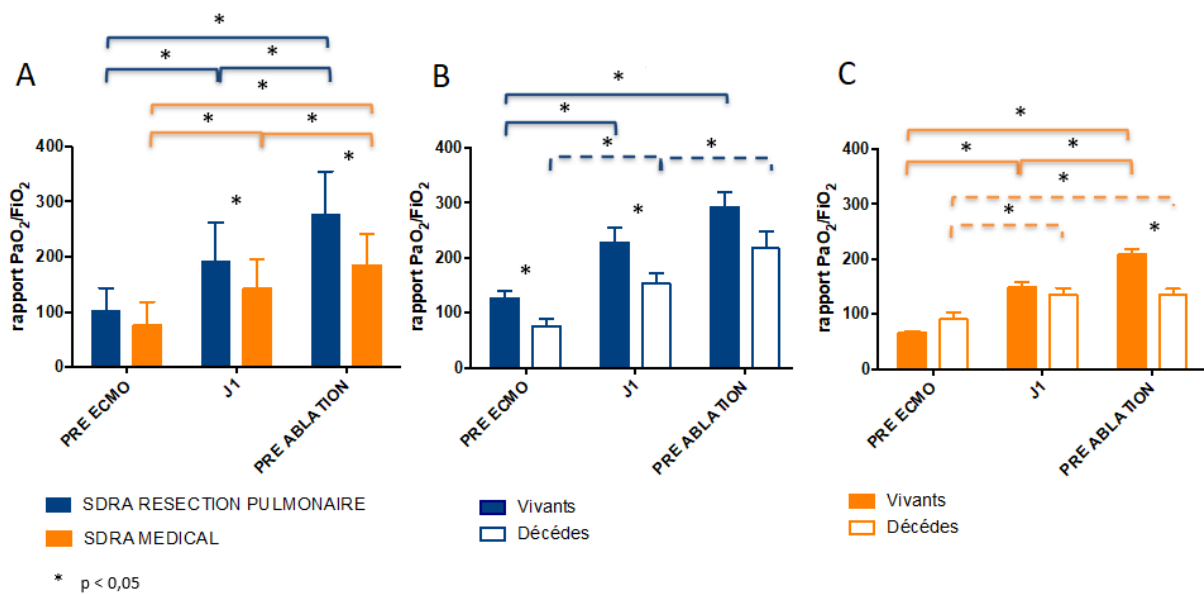 A
rapport PaO₂/FiO₂
400
300
200
100
0
PRE ECMO
J1
PRE ABLATION
*
*
*
*
*
*
*
*
SDRA RESECTION PULMONAIRE
SDRA MEDICAL
* p < 0,05
B
rapport PaO₂/FiO₂
400
300
200
100
0
PRE ECMO
J1
PRE ABLATION
*
*
*
*
*
*
Vivants
Décédes
C
rapport PaO₂/FiO₂
400
300
200
100
0
PRE ECMO
J1
PRE ABLATION
*
*
*
*
*
*
Vivants
Décédes